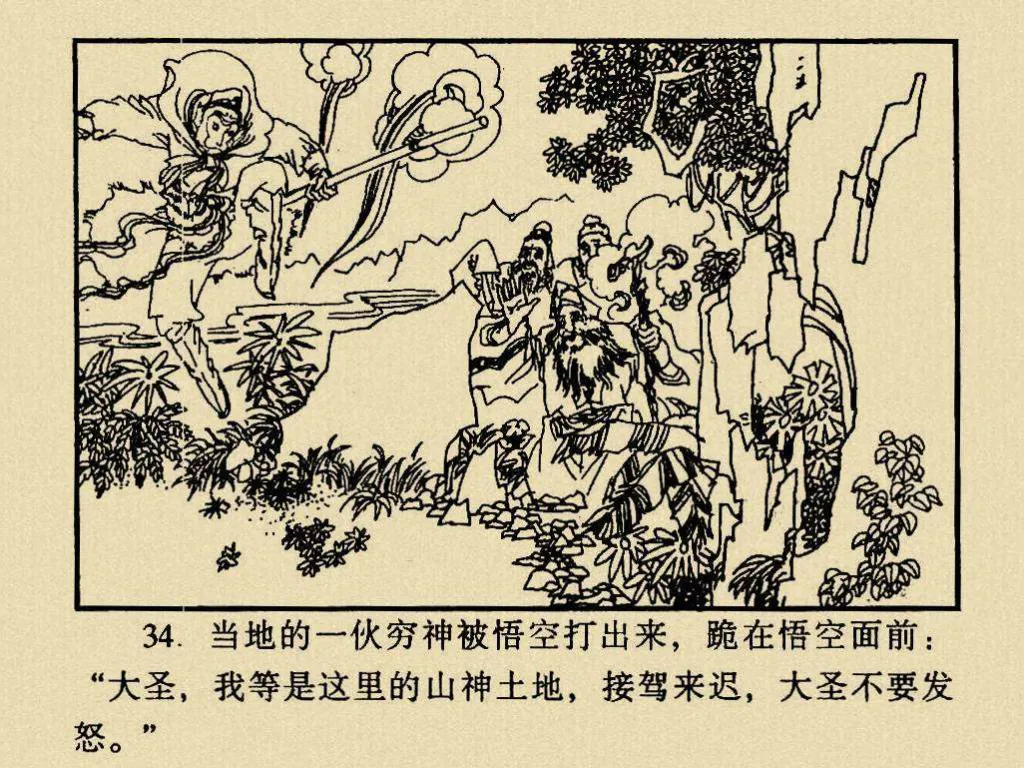 34. 当地的一伙穷神被悟空打出来，跪在悟空面前：
“大圣，我等是这里的山神土地，接驾来迟，大圣不要发
怒。”